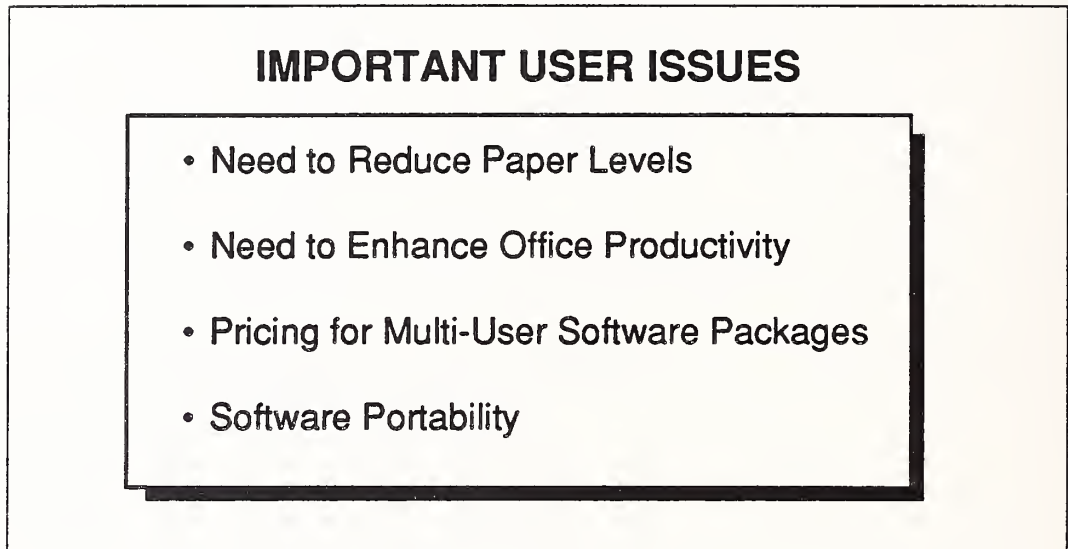 IMPORTANT USER ISSUES
• Need to Reduce Paper Levels
• Need to Enhance Office Productivity
• Pricing for Multi-User Software Packages
• Software Portability